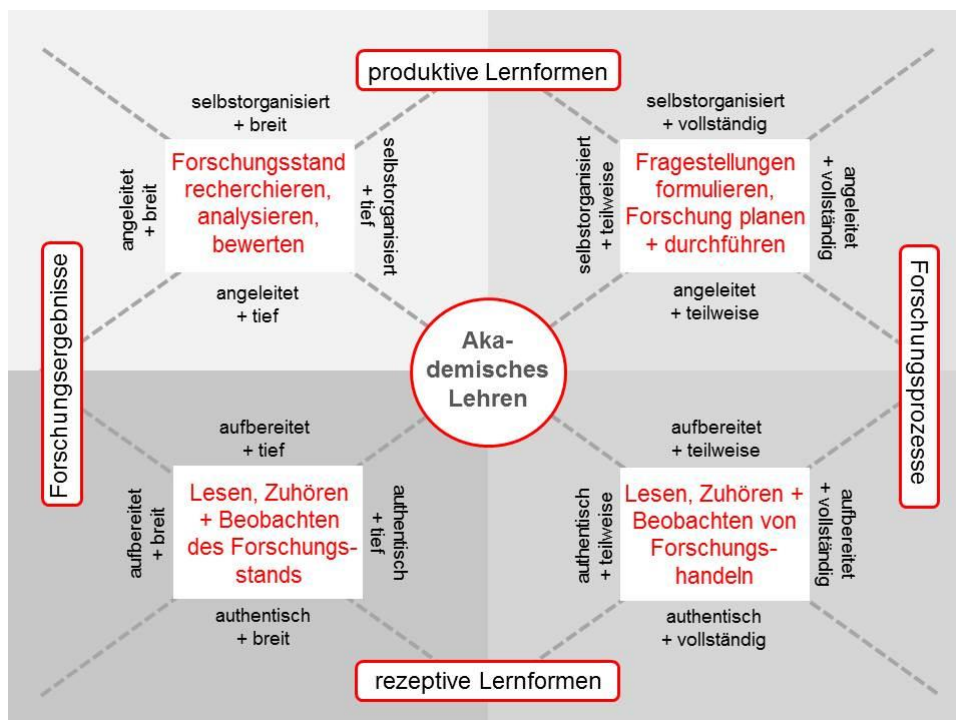 produktive Lernformen
selbstorganisiert
+ breit
angeleitet
+ breit
Forschungsstand
recherchieren,
analysieren,
bewerten
selbstorganisiert
+ tief
angeleitet
+ tief
selbstorganisiert
+ vollständig
selbstorganisiert
+ teilweise
Fragestellungen
formulieren,
Forschung planen
+ durchführen
angeleitet
+ vollständig
angeleitet
+ teilweise
Forschungsergebnisse
Aka-
demisches
Lehren
Forschungsprozesse
aufbereitet
+ tief
aufbereitet
+ breit
Lesen, Zuhören
+ Beobachten
des Forschungs-
stands
authentisch
+ tief
authentisch
+ breit
aufbereitet
+ teilweise
authentisch
+ teilweise
Lesen, Zuhören +
Beobachten von
Forschungs-
handeln
aufbereitet
+ vollständig
authentisch
+ vollständig
rezeptive Lernformen